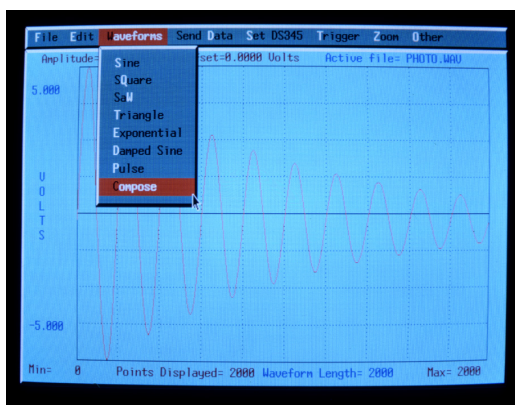 File Edit Waveforms Send Data Set DS345 Trigger Zoom Other
Amplitude= set=0.0000 Volts Active file= PHOTO.WAV
Sine
SQuare
SaW
Triangle
Exponential
Damped Sine
Pulse
Compose
5.000
VOLTS
-5.000
Min= 0 Points Displayed= 2000 Waveform Length= 2000 Max= 2000